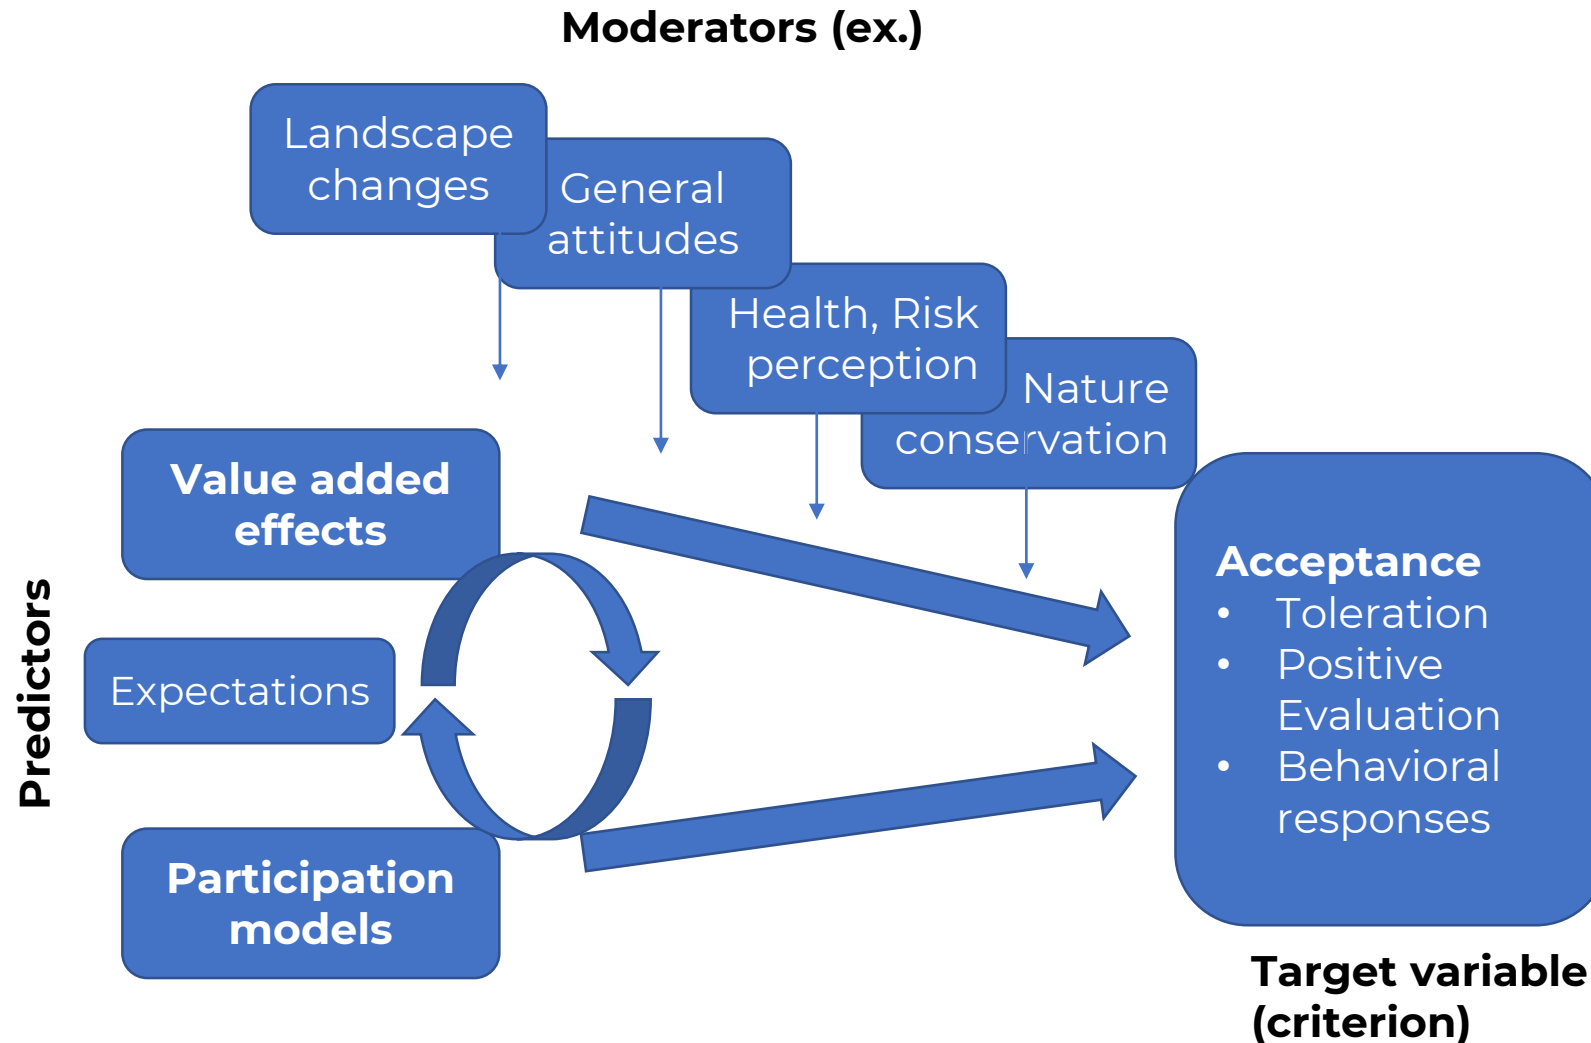 Moderators (ex.)
Landscape
changes
General
attitudes
Health, Risk
perception
Nature
conservation
Value added
effects
Predictors
Expectations
Participation
models
Acceptance
• Toleration
• Positive
Evaluation
• Behavioral
responses
Target variable
(criterion)